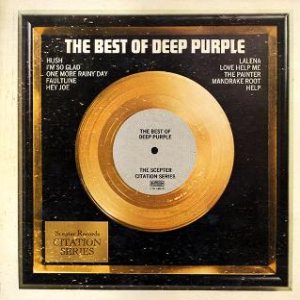 THE BEST OF DEEP PURPLE
HUSH
I'M SO GLAD
ONE MORE RAINY DAY
FAULTLINE
HEY JOE
LALENA
LOVE HELP ME
THE PAINTER
MANDRAKE ROOT
HELP
THE BEST OF
DEEP PURPLE
THE SCEPTER
CITATION SERIES
Scepter Records
CITATION
SERIES